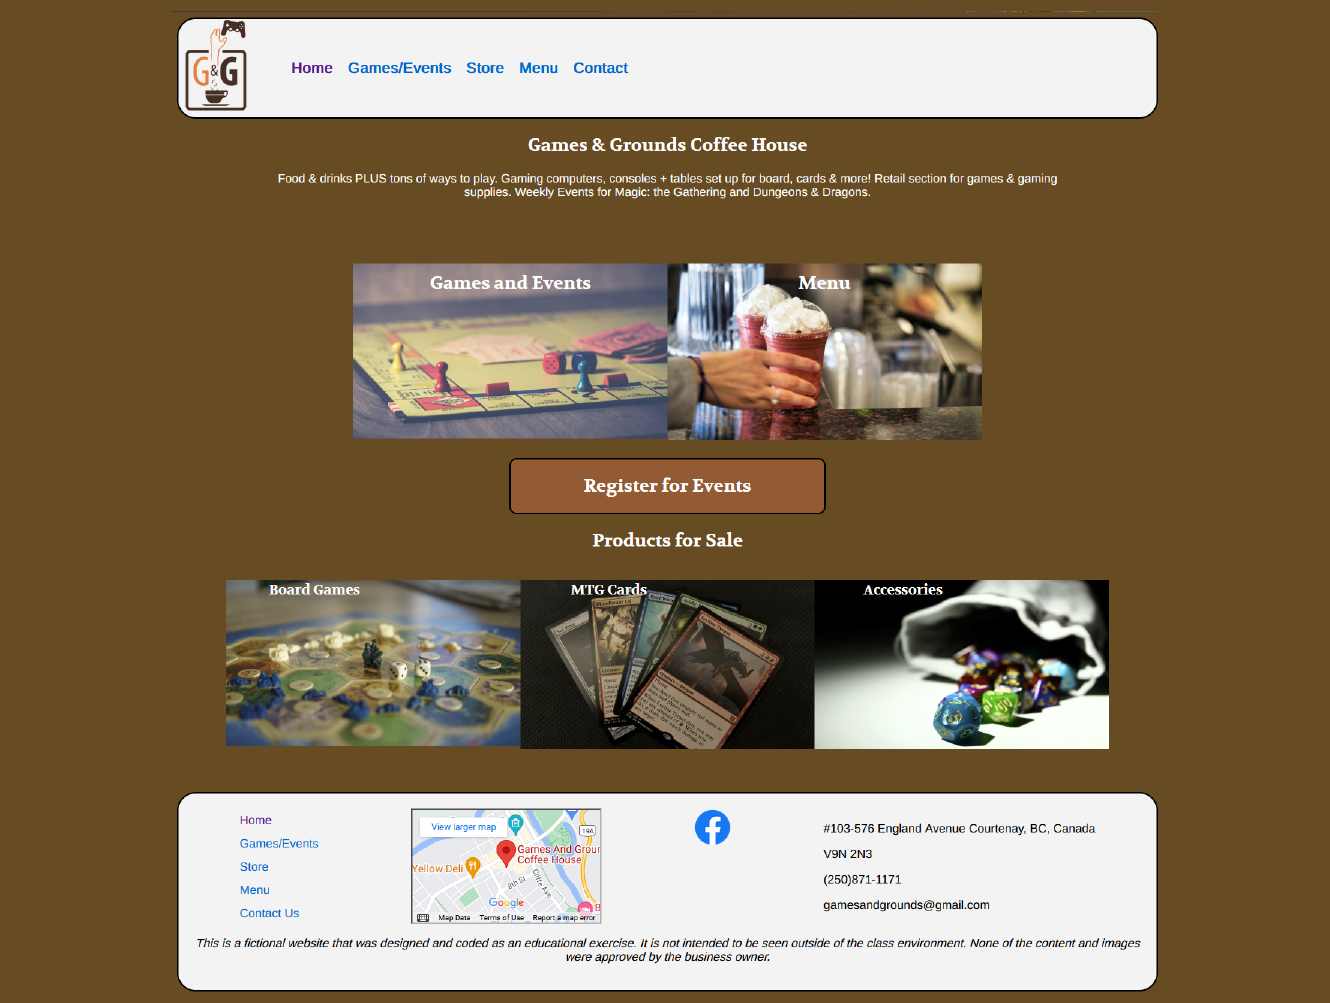 G&G
Home Games/Events Store Menu Contact
Games & Grounds Coffee House
Food & drinks PLUS tons of ways to play. Gaming computers, consoles + tables set up for board, cards & more! Retail section for games & gaming
supplies. Weekly Events for Magic: the Gathering and Dungeons & Dragons.
Games and Events
Menu
Register for Events
Products for Sale
Board Games
MTG Cards
Accessories
Home
Games/Events
Store
Menu
Contact Us
View larger map
19A
Games And Groun
Coffee House
Yellow Deli
8th St
Cliffe Ave
Google
Map Data Terms of Use Report a map error
#103-576 England Avenue Courtenay, BC, Canada
V9N 2N3
(250)871-1171
gamesandgrounds@gmail.com
This is a fictional website that was designed and coded as an educational exercise. It is not intended to be seen outside of the class environment. None of the content and images
were approved by the business owner.